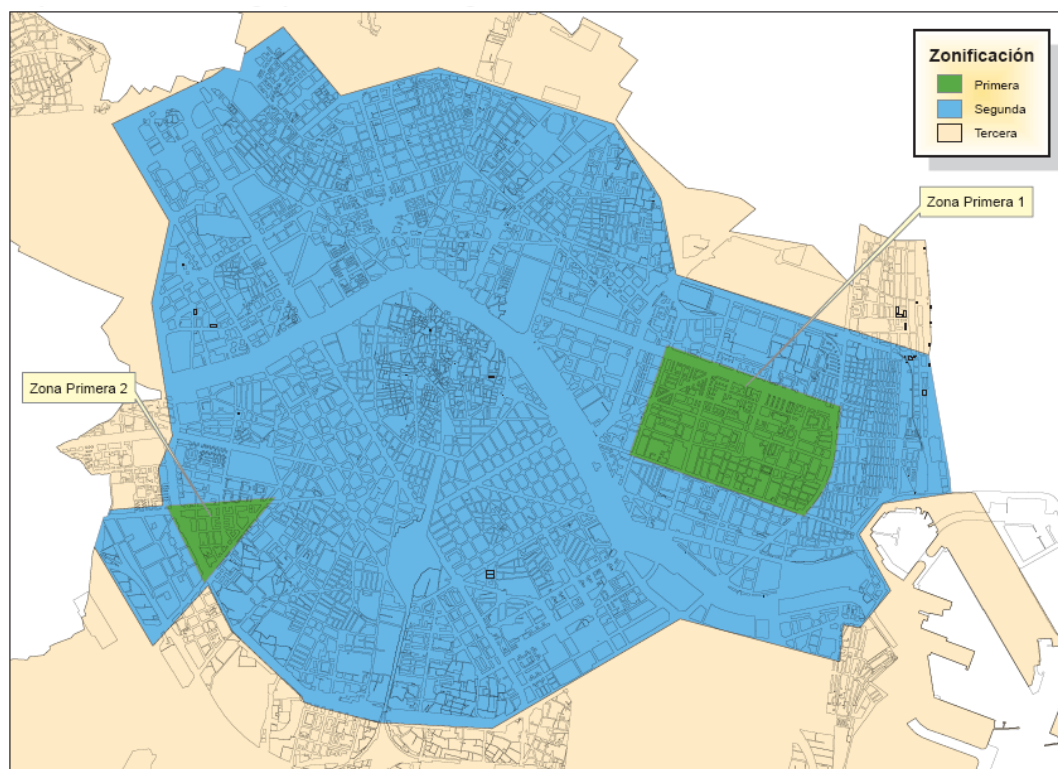 Zonificación
Primera
Segunda
Tercera
Zona Primera 1
Zona Primera 2